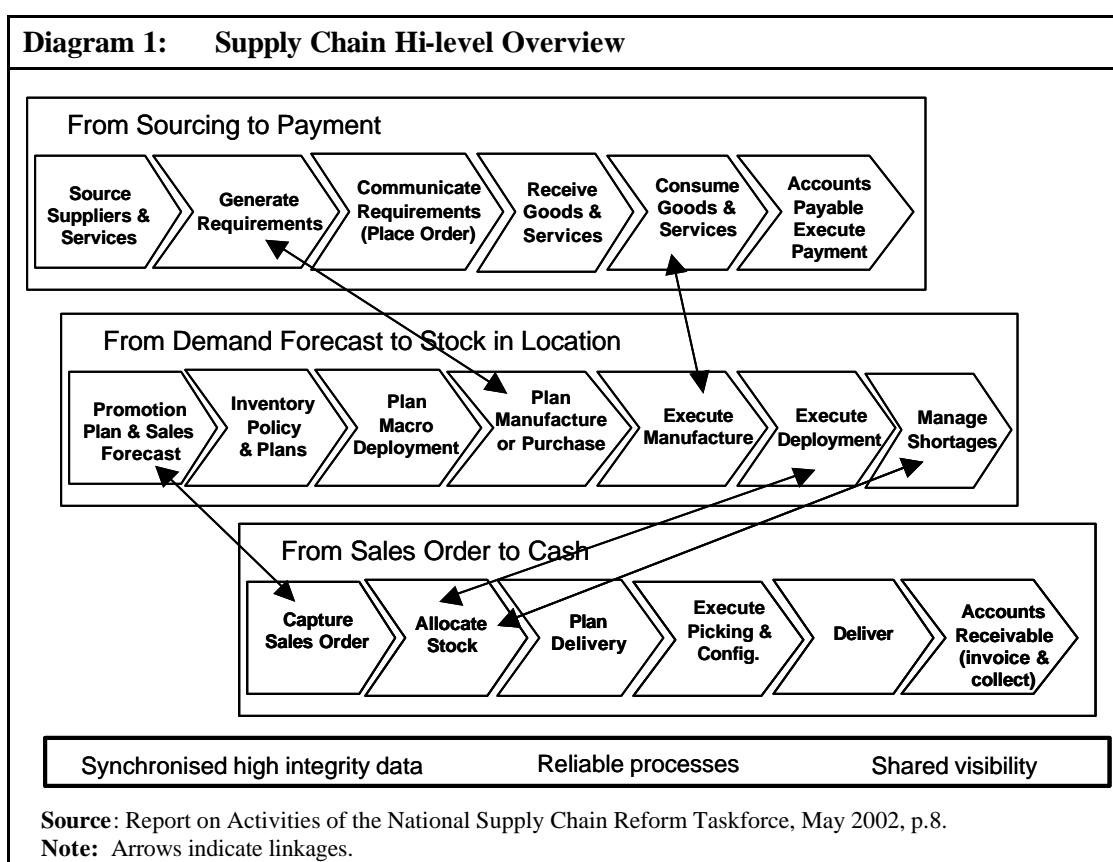 Diagram 1: Supply Chain Hi-level Overview
From Sourcing to Payment
Source
Suppliers &
Services
Generate
Requirements
Communicate
Requirements
(Place Order)
Receive
Goods &
Services
Consume
Goods &
Services
Accounts
Payable
Execute
Payment
From Demand Forecast to Stock in Location
Promotion
Plan & Sales
Forecast
Inventory
Policy
& Plans
Plan
Macro
Deployment
Plan
Manufacture
or Purchase
Execute
Manufacture
Execute
Deployment
Manage
Shortages
From Sales Order to Cash
Capture
Sales Order
Allocate
Stock
Plan
Delivery
Execute
Picking &
Config.
Deliver
Accounts
Receivable
(invoice &
collect)
Synchronised high integrity data Reliable processes Shared visibility
Source: Report on Activities of the National Supply Chain Reform Taskforce, May 2002, p.8.
Note: Arrows indicate linkages.